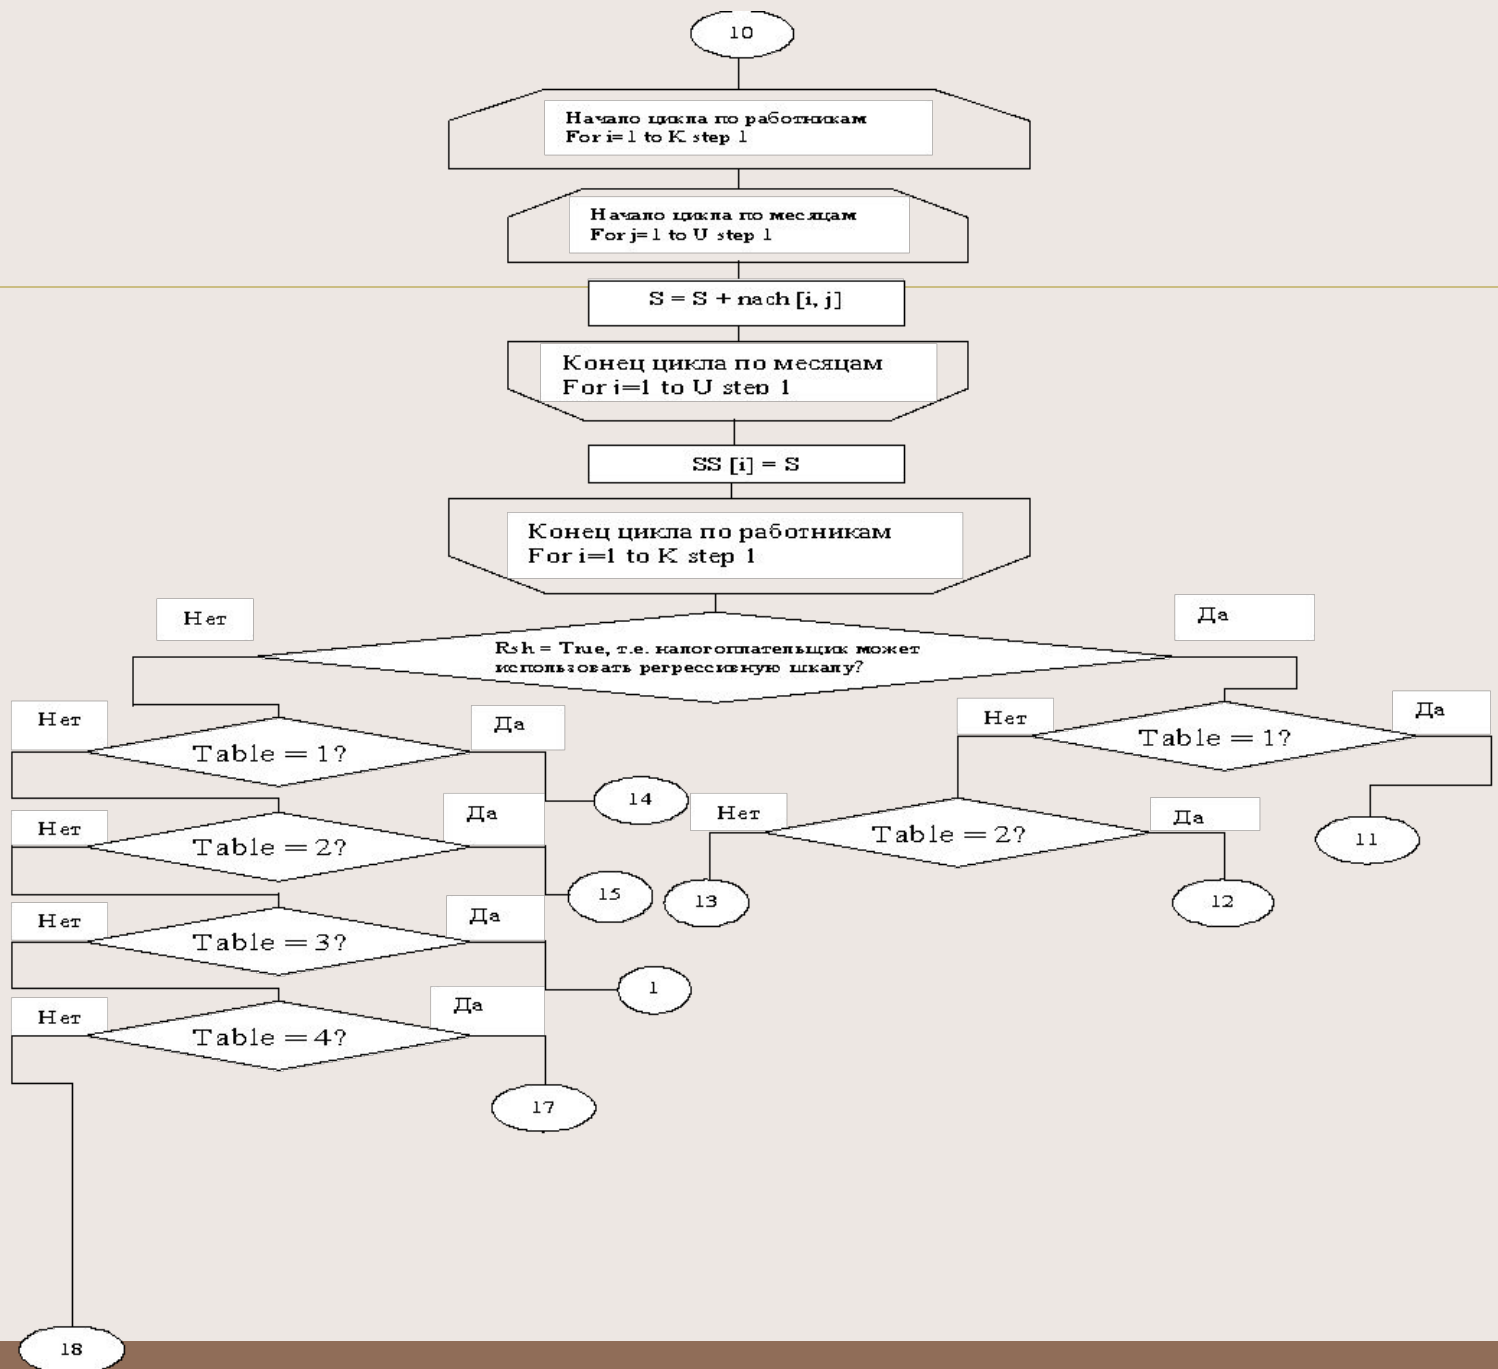 10
Начало цикла по работникам
For i=1 to K step 1
Начало цикла по месяцам
For j=1 to U step 1
S = S + nach [i, j]
Конец цикла по месяцам
For i=1 to U step 1
SS [i] = S
Конец цикла по работникам
For i=1 to K step 1
Нет
Да
Rsh = True, т.е. налогоплательщик может
использовать регрессивную шкалу?
Нет
Да
Table = 1?
14
Нет
Да
Table = 2?
15
Нет
Да
Table = 3?
1
Нет
Да
Table = 4?
17
18
Нет
Да
Table = 1?
11
Нет
Да
Table = 2?
13
12